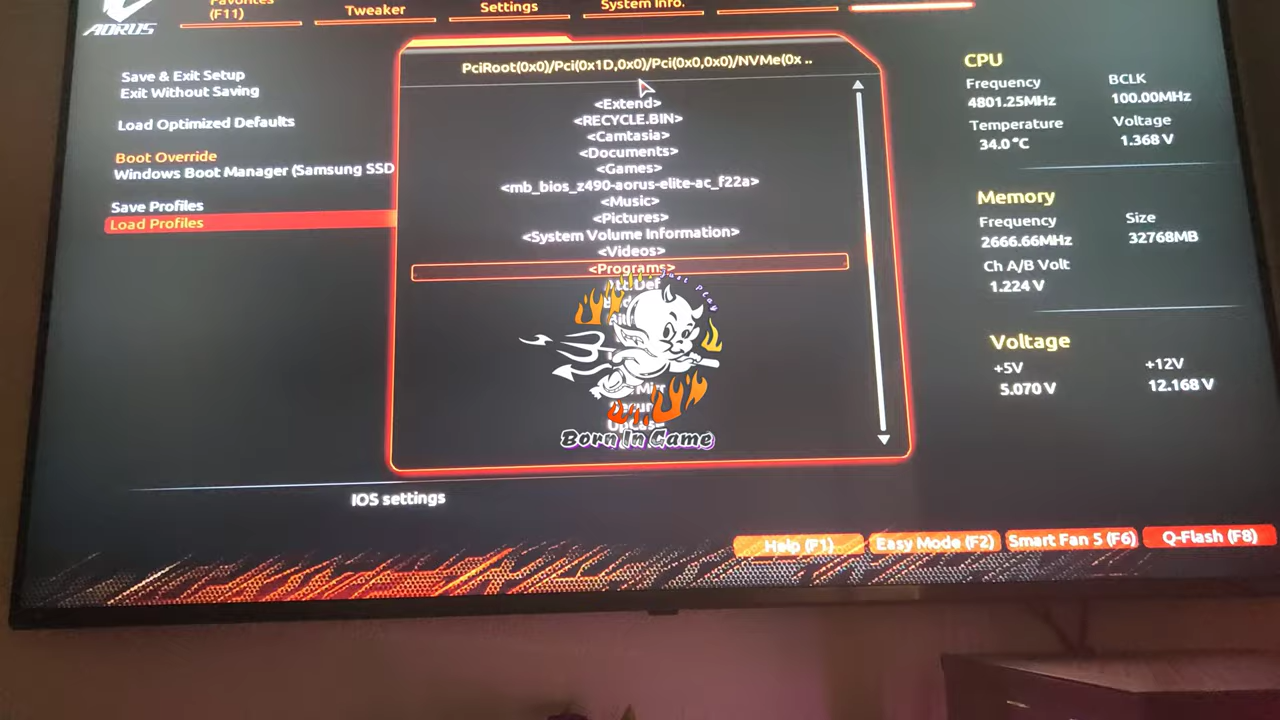 AORUS
Favorites
(F11)
Tweaker
Settings
System Info.
Save & Exit Setup
Exit Without Saving
Load Optimized Defaults
Boot Override
Windows Boot Manager (Samsung SSD
Save Profiles
Load Profiles
PciRoot(0x0)/Pci(0x1D,0x0)/Pci(0x0,0x0)/NVMe(0x ..
<Extend>
<RECYCLE.BIN>
<Camtasia>
<Documents>
<Games>
<mb_bios_z490-aorus-elite-ac_f22a>
<Music>
<Pictures>
<System Volume Information>
<Videos>
<Programs>
Just Play
Born In Game
IOS settings
CPU
Frequency
BCLK
4801.25MHz
100.00MHz
Temperature
Voltage
34.0 °C
1.368 V
Memory
Frequency
Size
2666.66MHz
32768MB
Ch A/B Volt
1.224 V
Voltage
+5V
+12V
5.070 V
12.168 V
Help (F1)
Easy Mode (F2)
Smart Fan 5 (F6)
Q-Flash (F8)